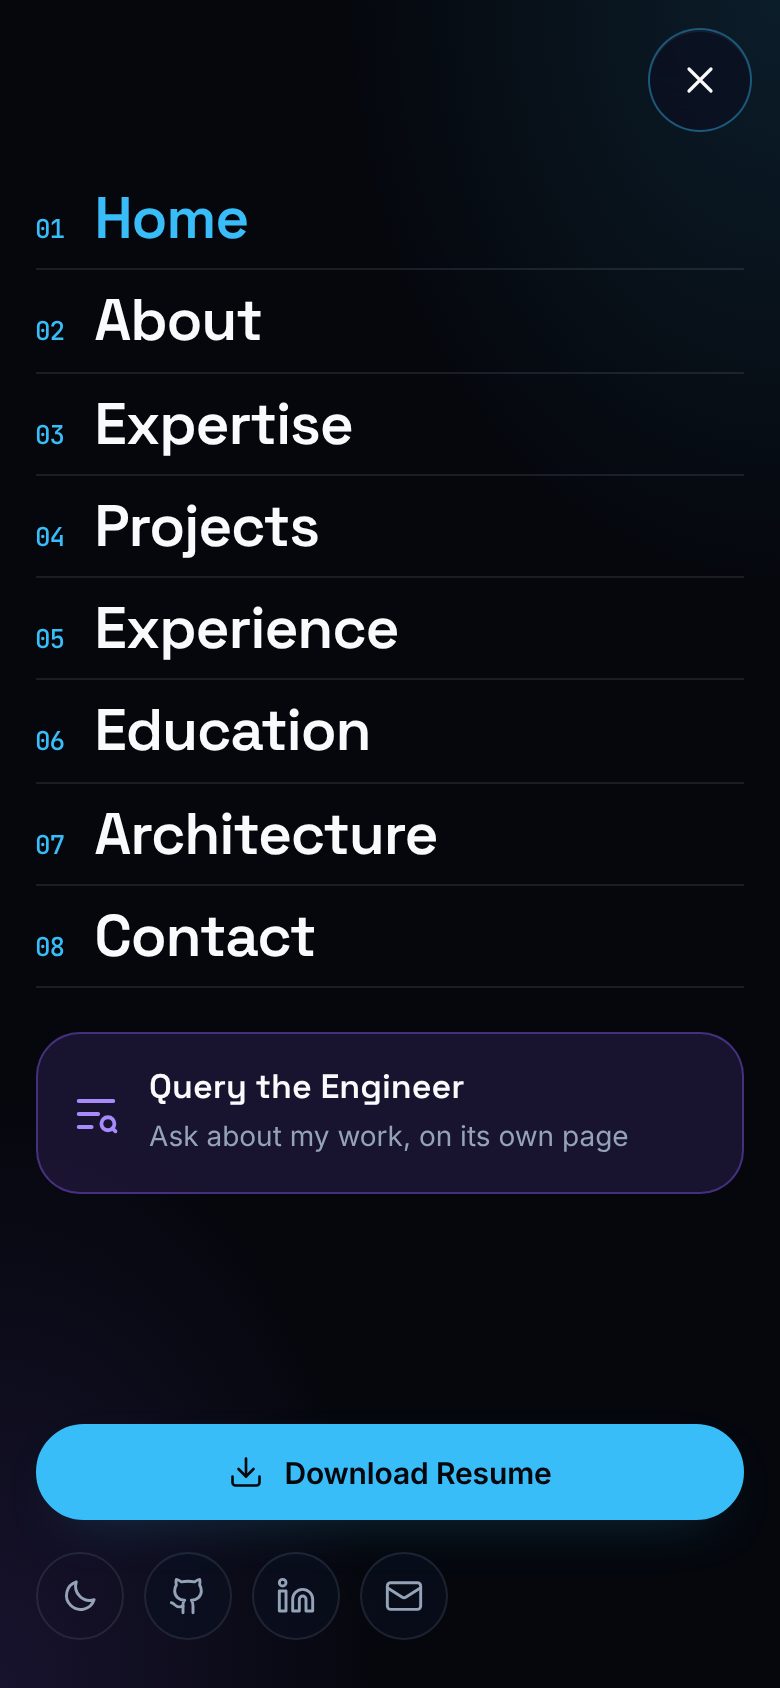 01 Home
02 About
03 Expertise
04 Projects
05 Experience
06 Education
07 Architecture
08 Contact
Query the Engineer
Ask about my work, on its own page
Download Resume